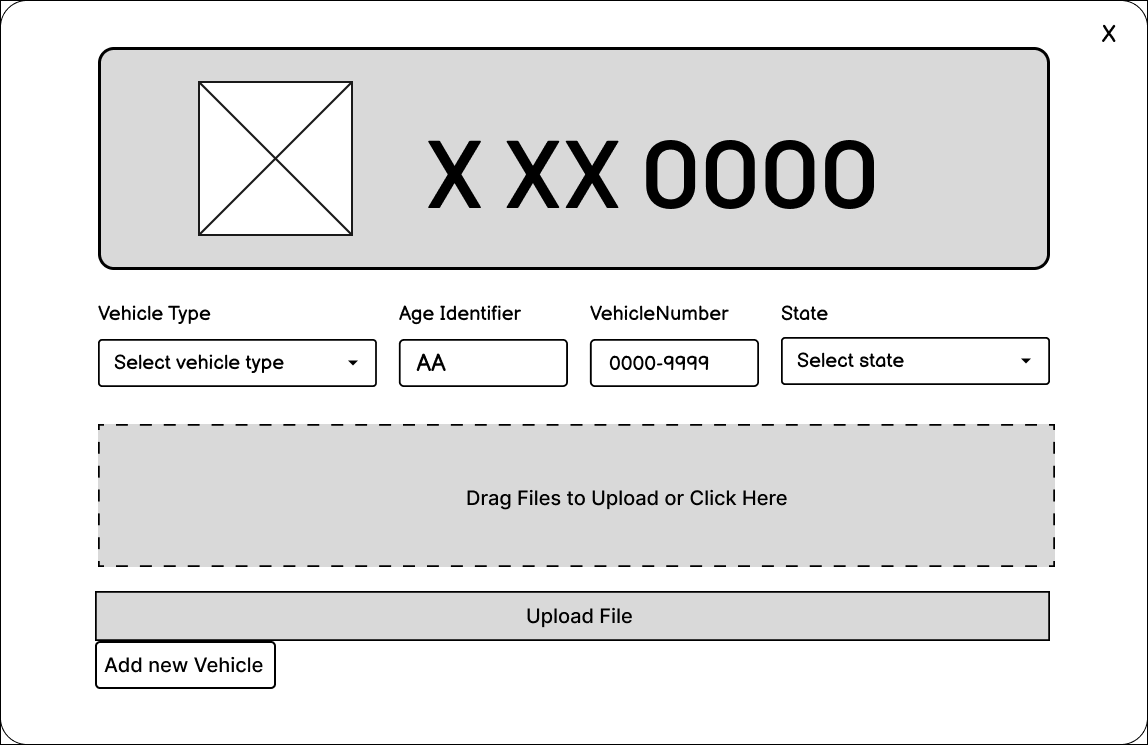 X
X XX 0000
Vehicle Type
Age Identifier
VehicleNumber
State
Select vehicle type
AA
0000-9999
Select state
Drag Files to Upload or Click Here
Upload File
Add new Vehicle